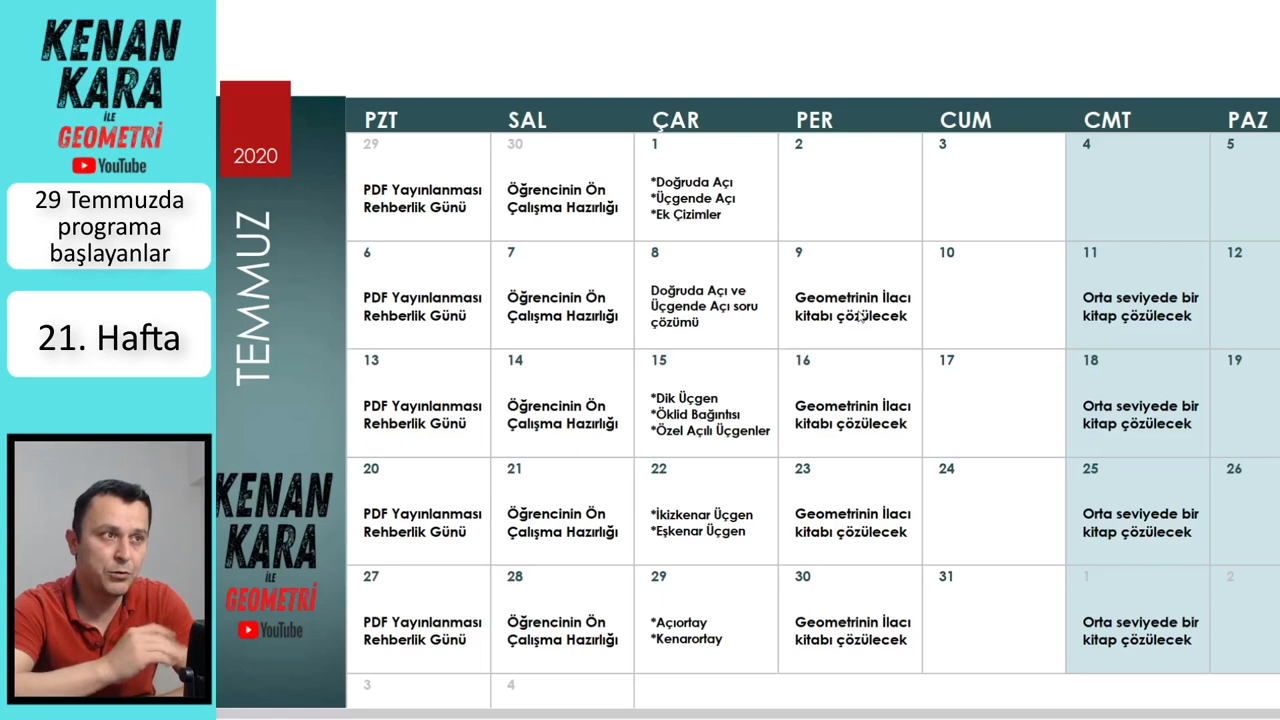 KENAN
KARA
İLE
GEOMETRİ
YouTube
29 Temmuzda
programa
başlayanlar
21. Hafta
2020
TEMMUZ
KENAN
KARA
İLE
GEOMETRİ
YouTube
PZT SAL ÇAR PER CUM CMT PAZ
29 30 1 2 3 4 5
PDF Yayınlanması
Rehberlik Günü
Öğrencinin Ön
Çalışma Hazırlığı
*Doğruda Açı
*Üçgende Açı
*Ek Çizimler
6 7 8 9 10 11 12
PDF Yayınlanması
Rehberlik Günü
Öğrencinin Ön
Çalışma Hazırlığı
Doğruda Açı ve
Üçgende Açı soru
çözümü
Geometrinin İlacı
kitabı çözülecek
Orta seviyede bir
kitap çözülecek
13 14 15 16 17 18 19
PDF Yayınlanması
Rehberlik Günü
Öğrencinin Ön
Çalışma Hazırlığı
*Dik Üçgen
*Öklid Bağıntısı
*Özel Açılı Üçgenler
Geometrinin İlacı
kitabı çözülecek
Orta seviyede bir
kitap çözülecek
20 21 22 23 24 25 26
PDF Yayınlanması
Rehberlik Günü
Öğrencinin Ön
Çalışma Hazırlığı
*İkizkenar Üçgen
*Eşkenar Üçgen
Geometrinin İlacı
kitabı çözülecek
Orta seviyede bir
kitap çözülecek
27 28 29 30 31 1 2
PDF Yayınlanması
Rehberlik Günü
Öğrencinin Ön
Çalışma Hazırlığı
*Açıortay
*Kenarortay
Geometrinin İlacı
kitabı çözülecek
Orta seviyede bir
kitap çözülecek
3 4